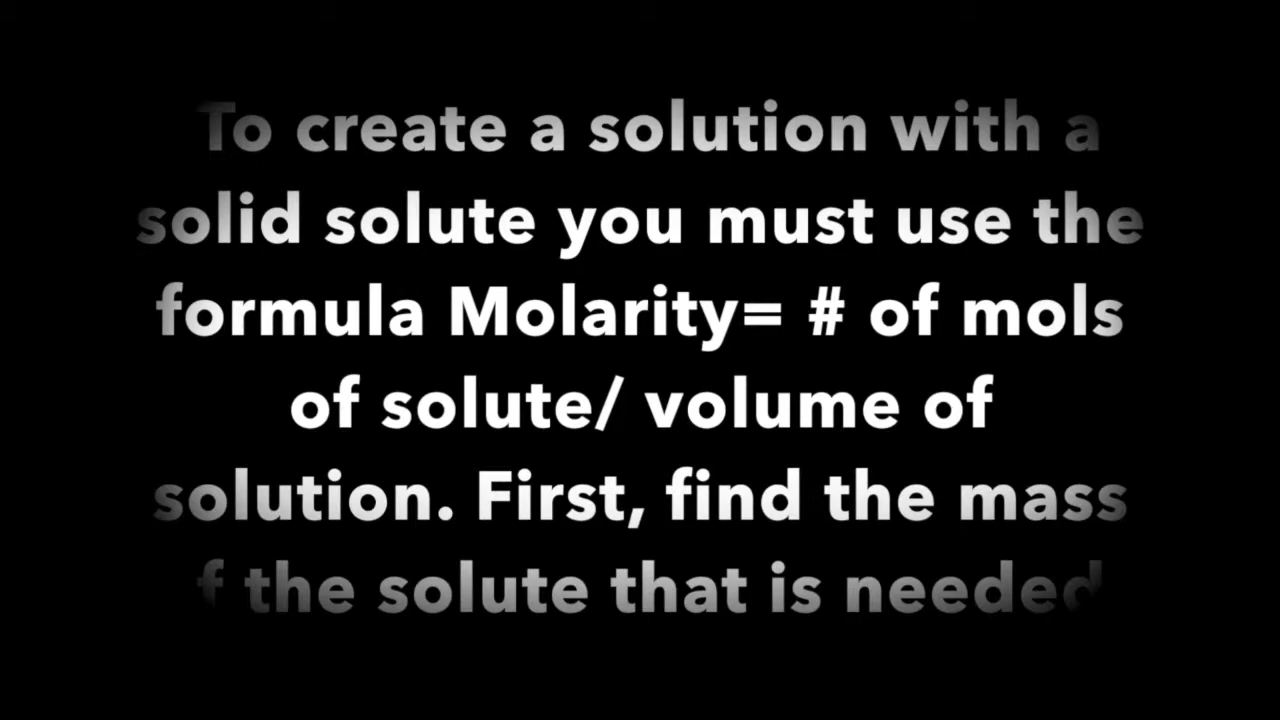 To create a solution with a
solid solute you must use the
formula Molarity= # of mols
of solute/ volume of
solution. First, find the mass
f the solute that is needed